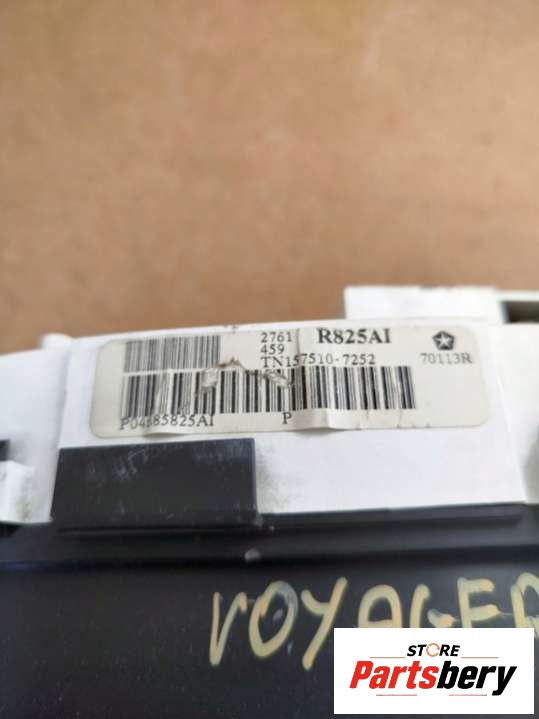 2761 R825AI
459
TN157510-7252 70113R
P04685825AI P
VOYAGER
STORE
Partsbery